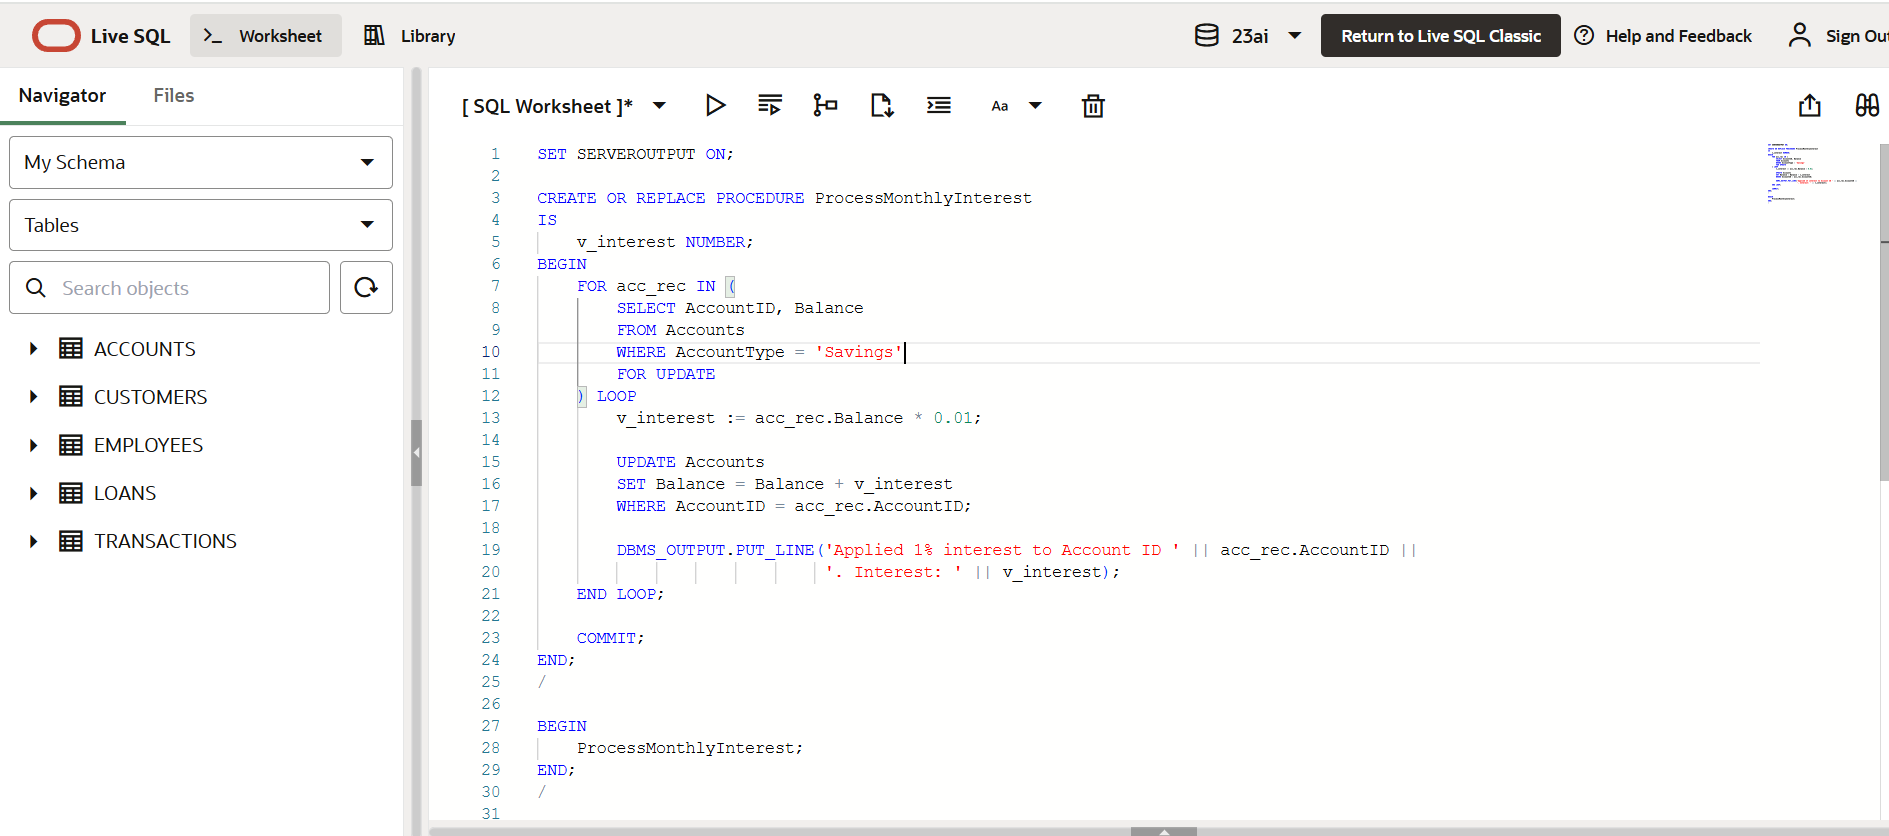 Live SQL
Worksheet
Library
23ai
Return to Live SQL Classic
Help and Feedback
Sign Out
Navigator
Files
My Schema
Tables
Search objects
ACCOUNTS
CUSTOMERS
EMPLOYEES
LOANS
TRANSACTIONS
[ SQL Worksheet ]*
Aa
1 SET SERVEROUTPUT ON;
2
3 CREATE OR REPLACE PROCEDURE ProcessMonthlyInterest
4 IS
5     v_interest NUMBER;
6 BEGIN
7     FOR acc_rec IN (
8         SELECT AccountID, Balance
9         FROM Accounts
10         WHERE AccountType = 'Savings'
11         FOR UPDATE
12     ) LOOP
13         v_interest := acc_rec.Balance * 0.01;
14
15         UPDATE Accounts
16         SET Balance = Balance + v_interest
17         WHERE AccountID = acc_rec.AccountID;
18
19         DBMS_OUTPUT.PUT_LINE('Applied 1% interest to Account ID ' || acc_rec.AccountID ||
20                              '. Interest: ' || v_interest);
21     END LOOP;
22
23     COMMIT;
24 END;
25 /
26
27 BEGIN
28     ProcessMonthlyInterest;
29 END;
30 /
31